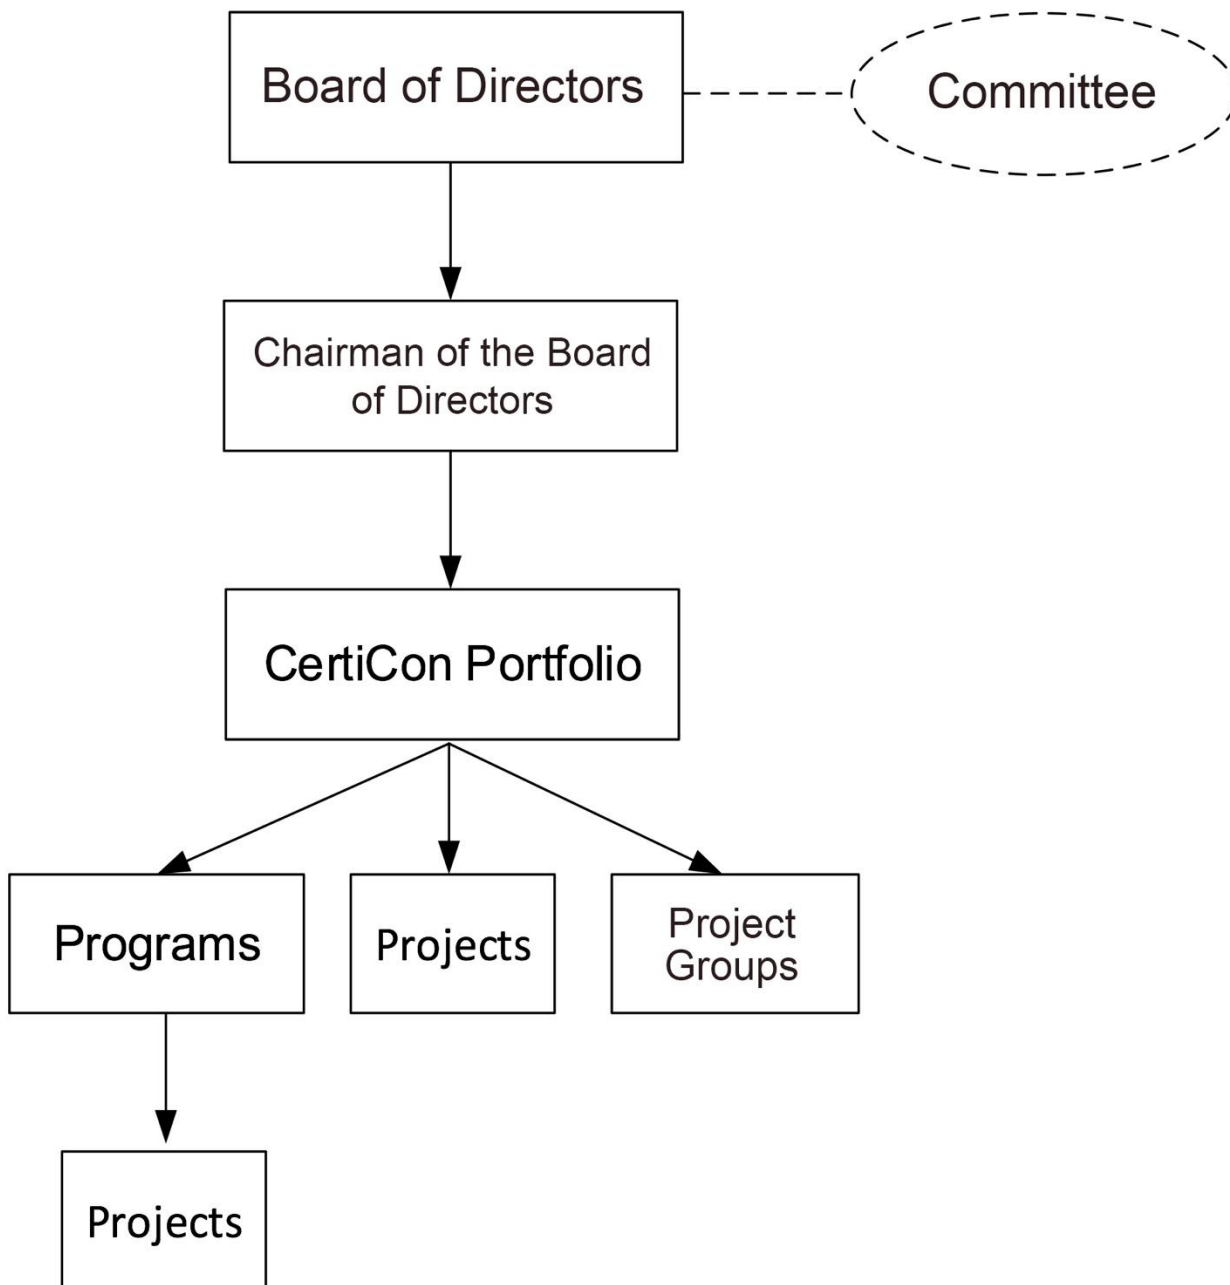 Board of Directors
Committee
Chairman of the Board
of Directors
CertiCon Portfolio
Programs
Projects
Project
Groups
Projects